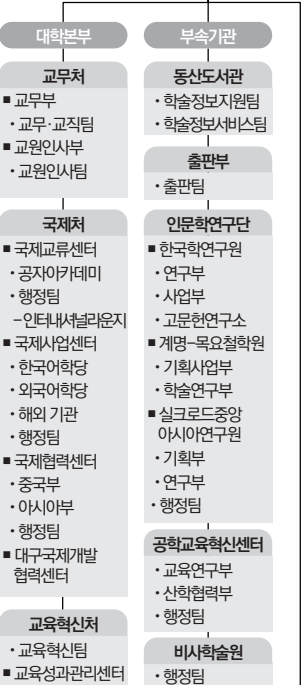 대학본부
교무처
■ 교무부
· 교무·교직팀
■ 교원인사부
· 교원인사팀
국제처
■ 국제교류센터
· 공자아카데미
· 행정팀
－인터내셔널라운지
■ 국제사업센터
· 한국어학당
· 외국어학당
· 해외 기관
· 행정팀
■ 국제협력센터
· 중국부
· 아시아부
· 행정팀
■ 대구국제개발
협력센터
교육혁신처
· 교육혁신팀
■ 교육성과관리센터
부속기관
동산도서관
· 학술정보지원팀
· 학술정보서비스팀
출판부
· 출판팀
인문학연구단
■ 한국학연구원
· 연구부
· 사업부
· 고문헌연구소
■ 계명-목요철학원
· 기획사업부
· 학술연구부
■ 실크로드중앙
아시아연구원
· 기획부
· 연구부
· 행정팀
공학교육혁신센터
· 교육연구부
· 산학협력부
· 행정팀
비사학술원
· 행정팀